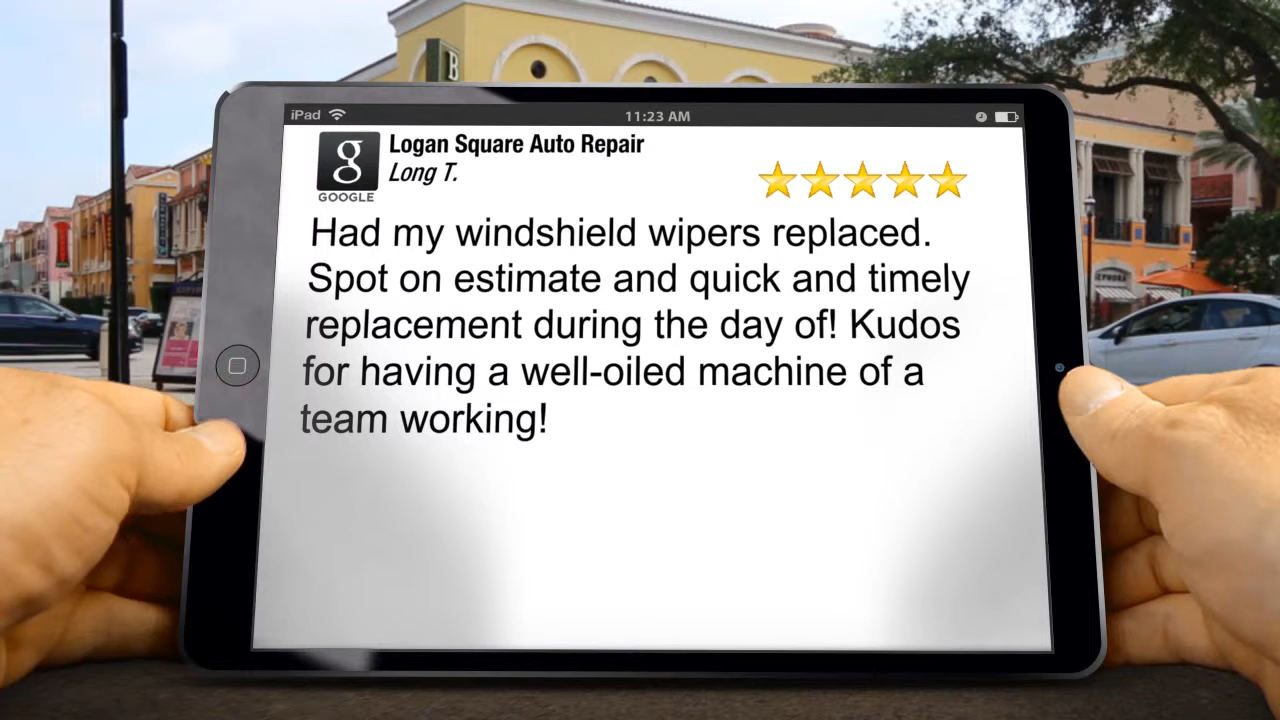 iPad
11:23 AM
g
GOOGLE
Logan Square Auto Repair
Long T.
Had my windshield wipers replaced.
Spot on estimate and quick and timely
replacement during the day of! Kudos
for having a well-oiled machine of a
team working!
B
SEPHORA